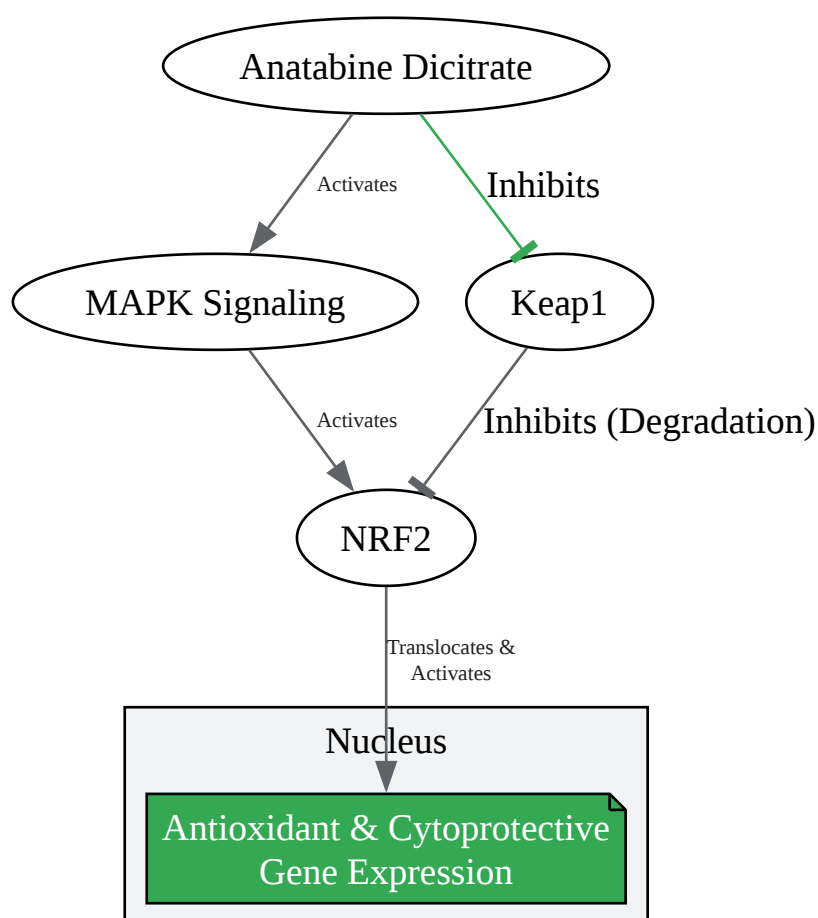 Anatabine Dicitrate
Activates
Inhibits
MAPK Signaling
Keap1
Activates
Inhibits (Degradation)
NRF2
Translocates &
Activates
Nucleus
Antioxidant & Cytoprotective
Gene Expression